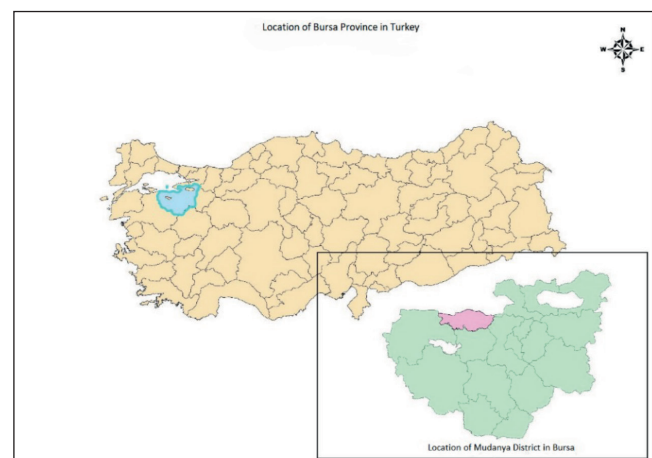 Location of Bursa Province in Turkey
N
W E
S
Location of Mudanya District in Bursa